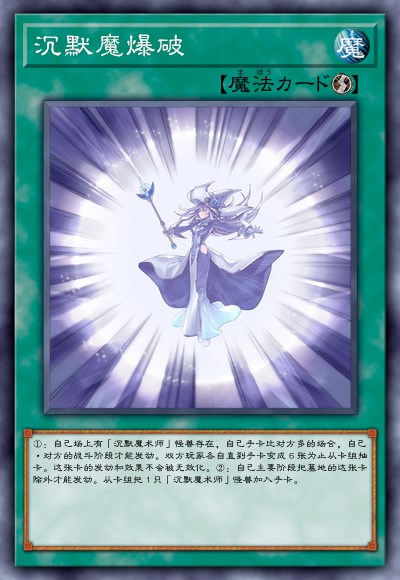 沉默魔爆破
魔
【魔法カード】
まほう
①：自己场上有「沉默魔术师」怪兽存在，自己手卡比对方多的场合，自己
·对方的战斗阶段才能发动。双方玩家各自直到手卡变成６张为止从卡组抽
卡。这张卡的发动和效果不会被无效化。②：自己主要阶段把墓地的这张卡
除外才能发动。从卡组把１只「沉默魔术师」怪兽加入手卡。